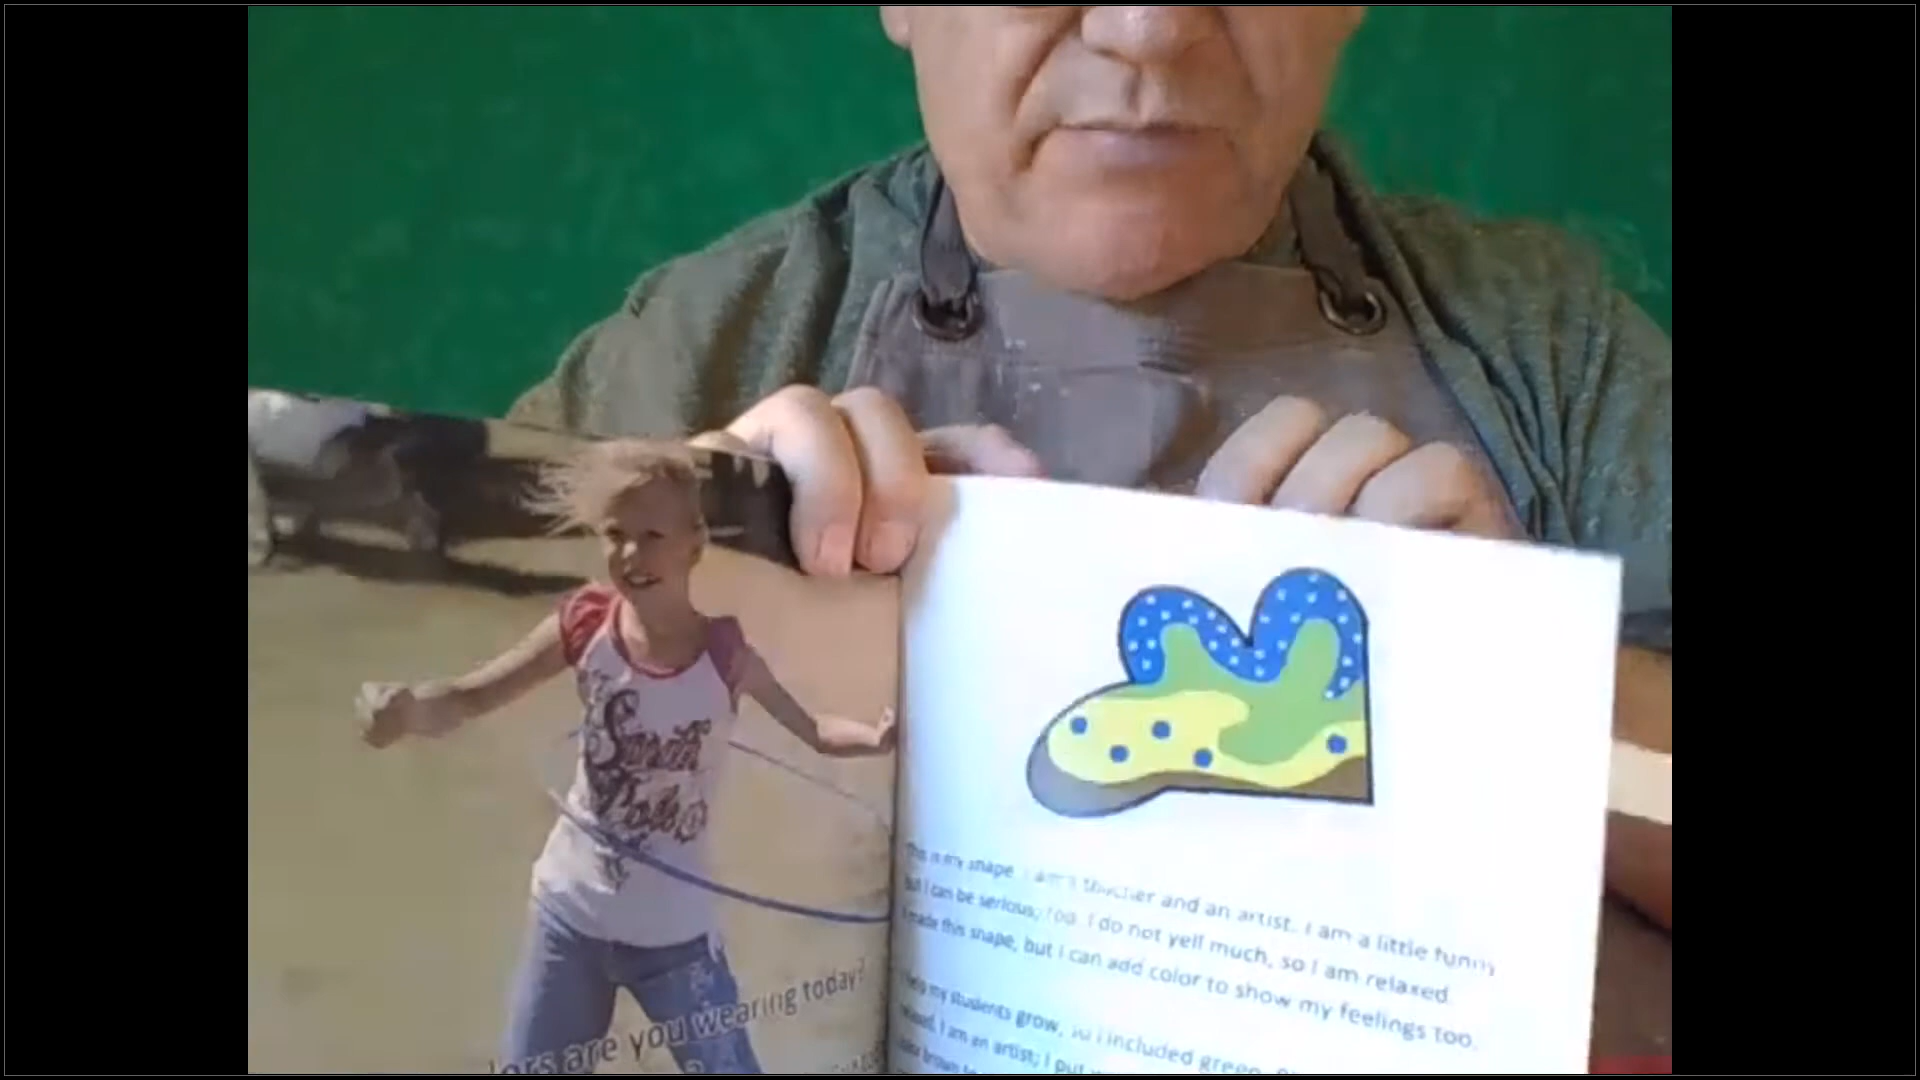 Sarah
lors are you wearing today?
This is my shape. I am a teacher and an artist. I am a little funny
but I can be serious, too. I do not yell much, so I am relaxed.
I made this shape, but I can add color to show my feelings too.
I help my students grow, so I included green.
I am an artist; I put